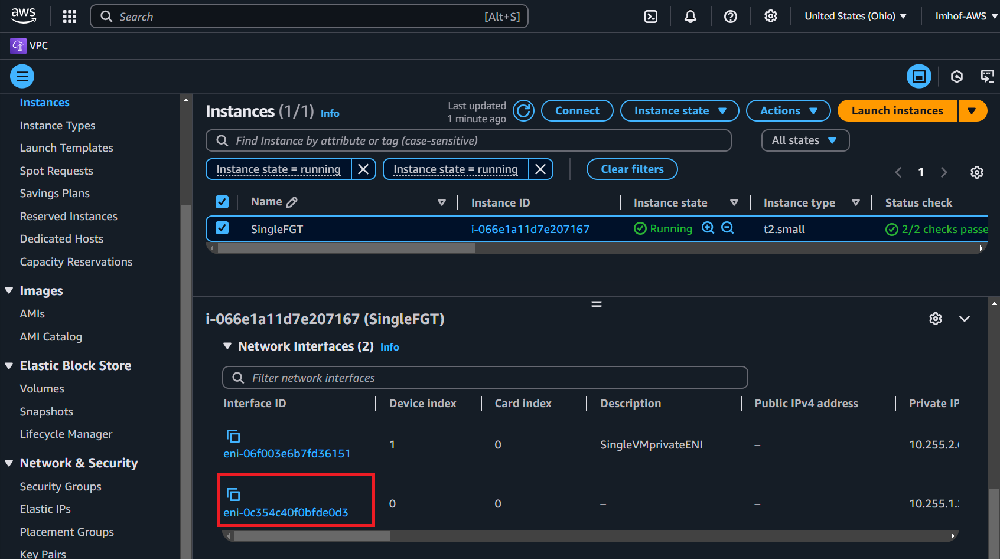 aws
Search [Alt+S]
United States (Ohio)
Imhof-AWS
VPC
Instances
Instance Types
Launch Templates
Spot Requests
Savings Plans
Reserved Instances
Dedicated Hosts
Capacity Reservations
Images
AMIs
AMI Catalog
Elastic Block Store
Volumes
Snapshots
Lifecycle Manager
Network & Security
Security Groups
Elastic IPs
Placement Groups
Key Pairs
Instances (1/1) Info
Last updated
1 minute ago
Connect
Instance state
Actions
Launch instances
Find Instance by attribute or tag (case-sensitive)
All states
Instance state = running
Instance state = running
Clear filters
1
Name Instance ID Instance state Instance type Status check
SingleFGT i-066e1a11d7e207167 Running t2.small 2/2 checks passe
i-066e1a11d7e207167 (SingleFGT)
Network Interfaces (2) Info
Filter network interfaces
Interface ID Device index Card index Description Public IPv4 address Private IP
eni-06f003e6b7fd36151 1 0 SingleVMprivateENI – 10.255.2.
eni-0c354c40f0bfde0d3 0 0 – – 10.255.1.